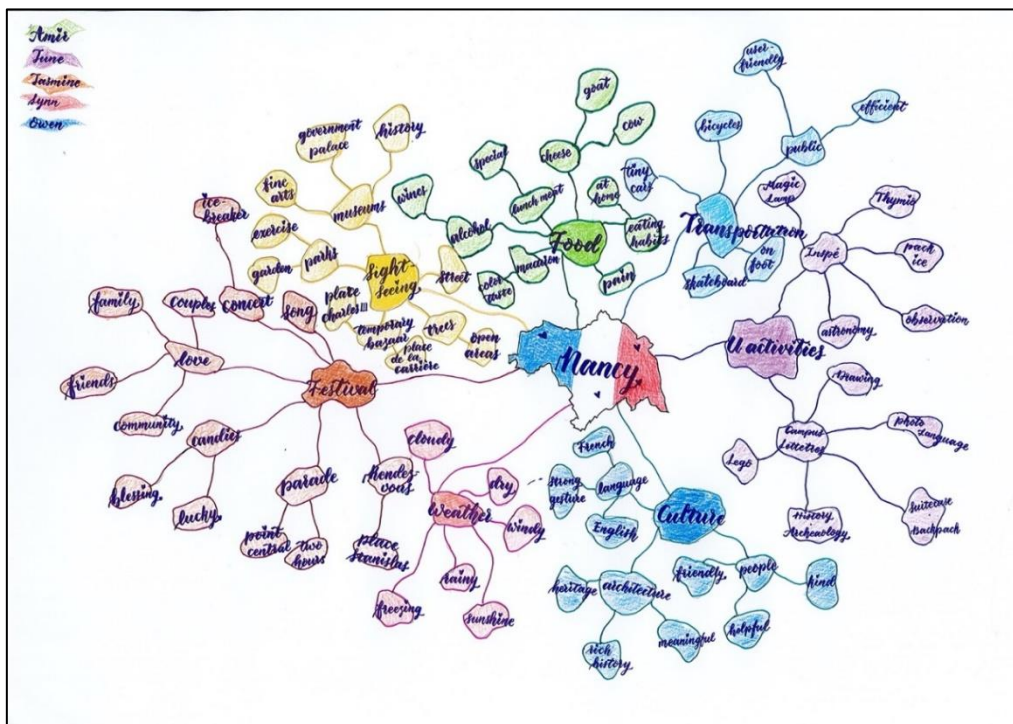 Amir
June
Jasmine
Lynn
Owen
Nancy
Sight-
seeing
museums
government
palace
history
fine
arts
parks
exercise
garden
street
trees
open
areas
place
charles III
temporary
bazaar
place
de la
carrière
Food
cheese
goat
cow
lunch meat
special
alcohol
wines
macaron
color
taste
pain
eating
habits
at
home
Transportation
tiny
cars
bicycles
public
user-
friendly
efficient
on
foot
skateboard
U activities
Inspé
Magic
Lamp
Thymio
pack
ice
observation
astronomy
Campus
Lettres
Drawing
photo
Language
Suitcase
Backpack
History
Archeology
Lego
Culture
language
French
English
strong
gesture
architecture
heritage
rich
history
meaningful
people
friendly
helpful
kind
Weather
cloudy
dry
windy
sunshine
rainy
freezing
Festival
song
concert
ice-
breaker
love
couples
family
friends
community
candies
blessing
lucky
parade
point
central
two
hours
Rendez-
vous
place
Stanislas